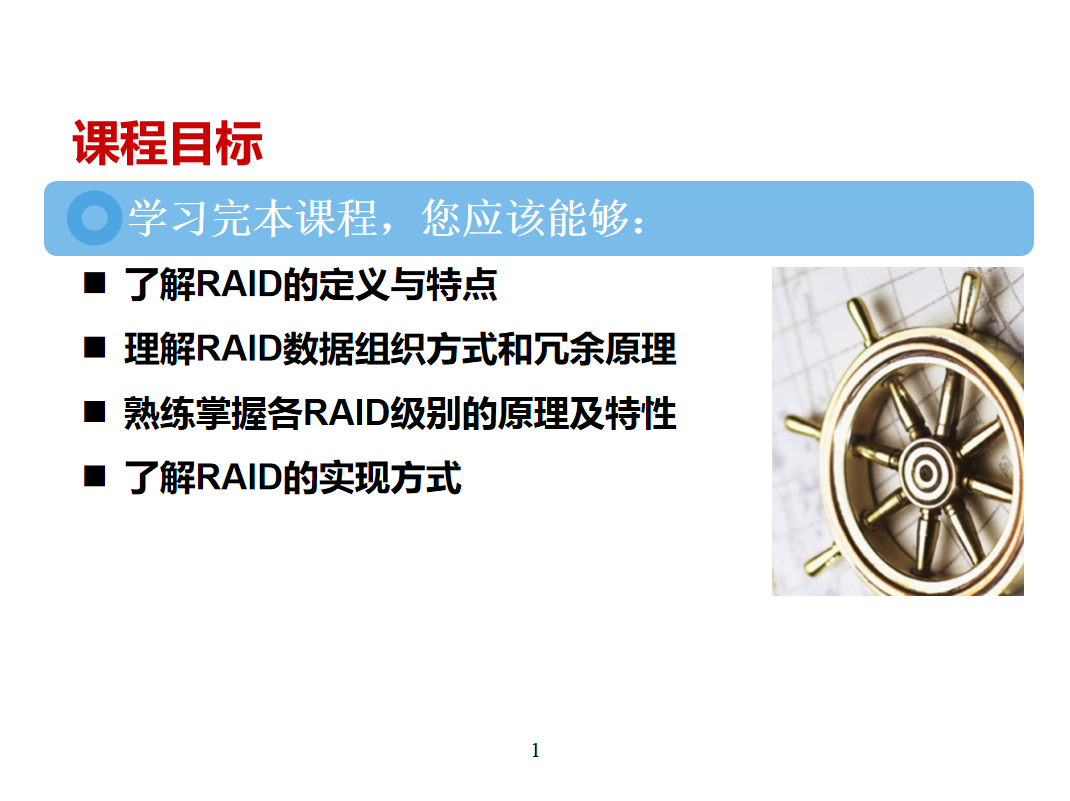 课程目标
学习完本课程，您应该能够：
■ 了解RAID的定义与特点
■ 理解RAID数据组织方式和冗余原理
■ 熟练掌握各RAID级别的原理及特性
■ 了解RAID的实现方式
1